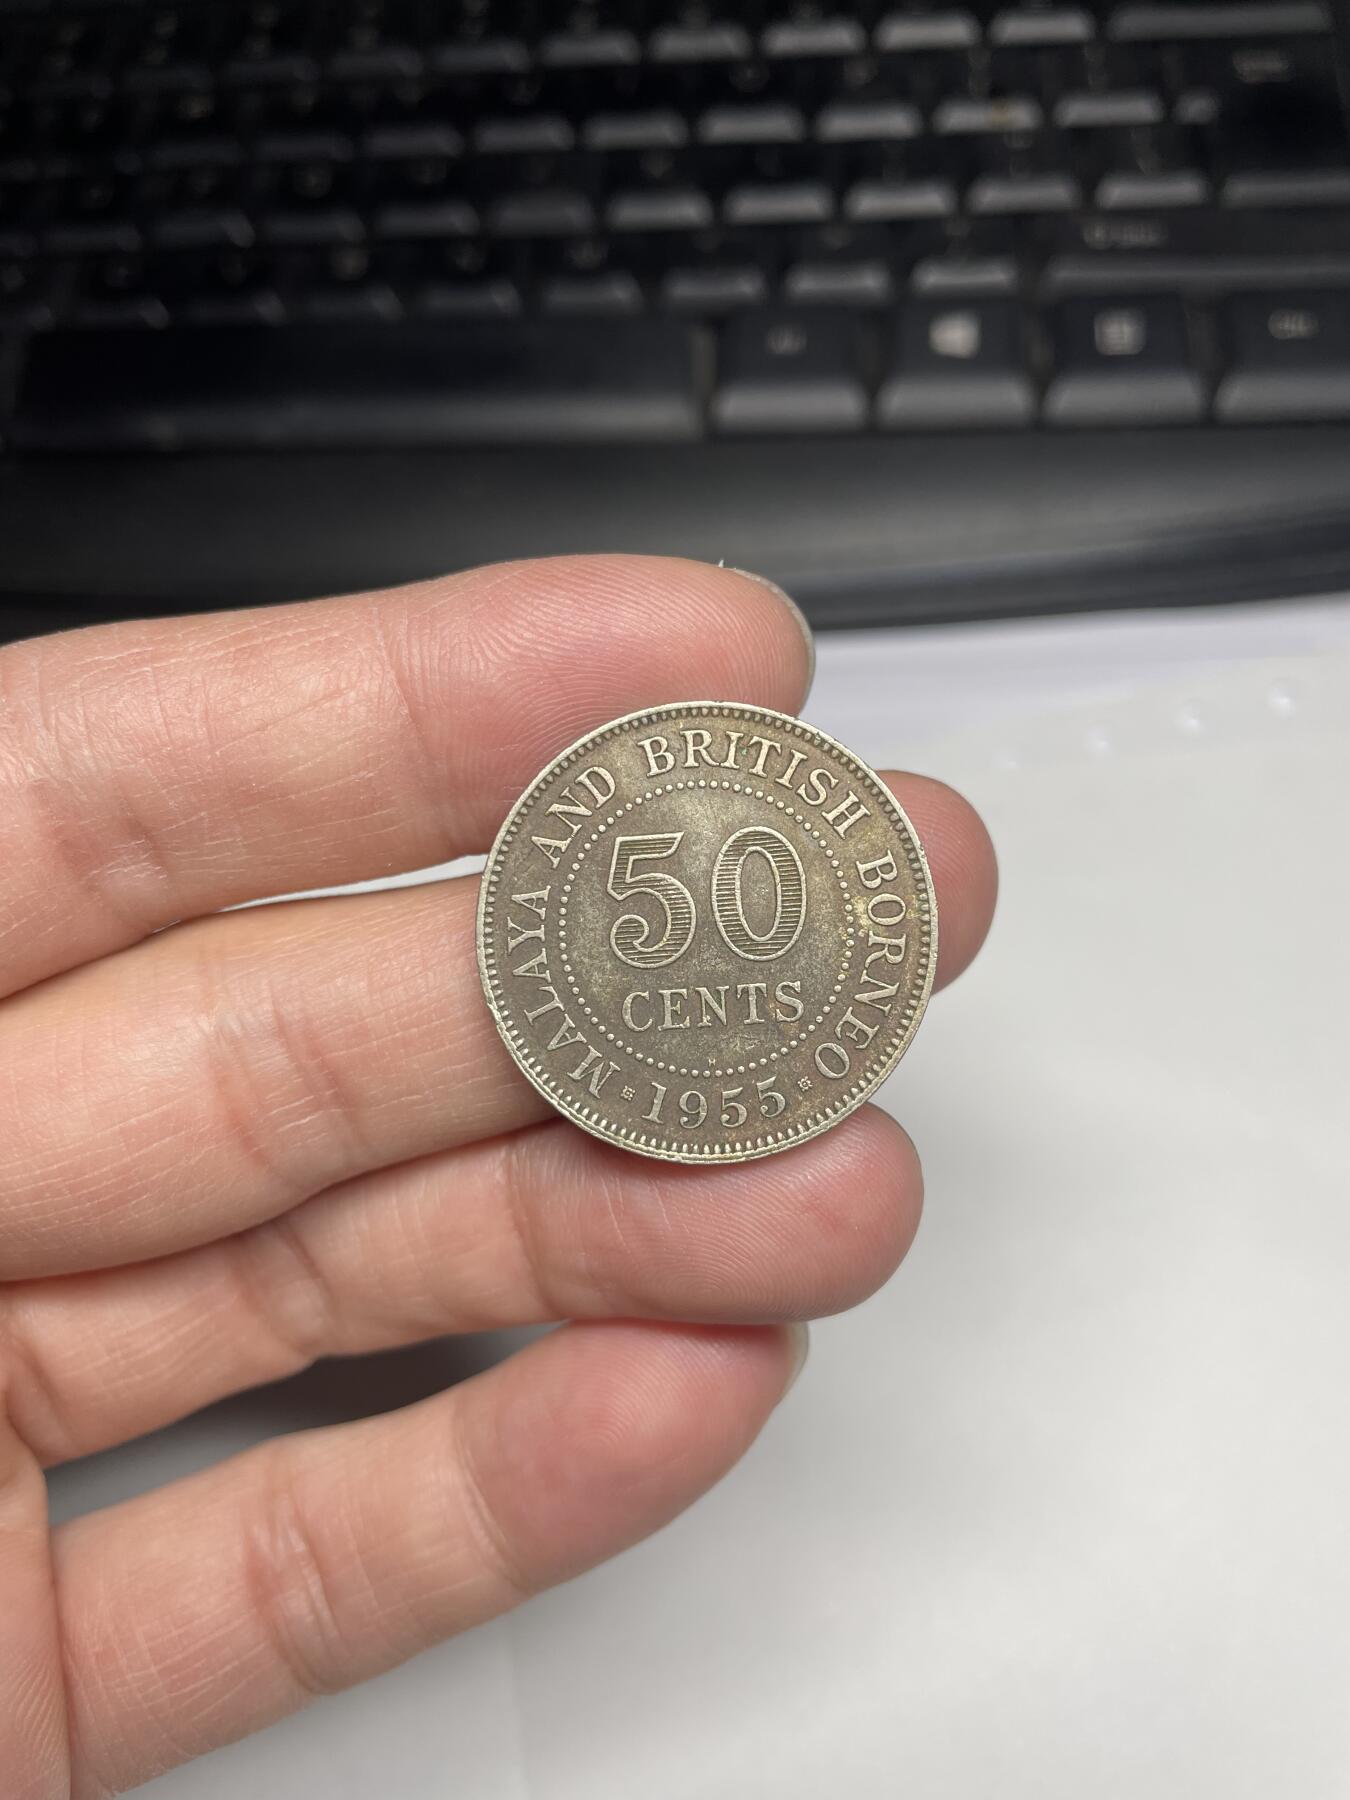 MALAYA AND BRITISH BORNEO
50
CENTS
H
1955